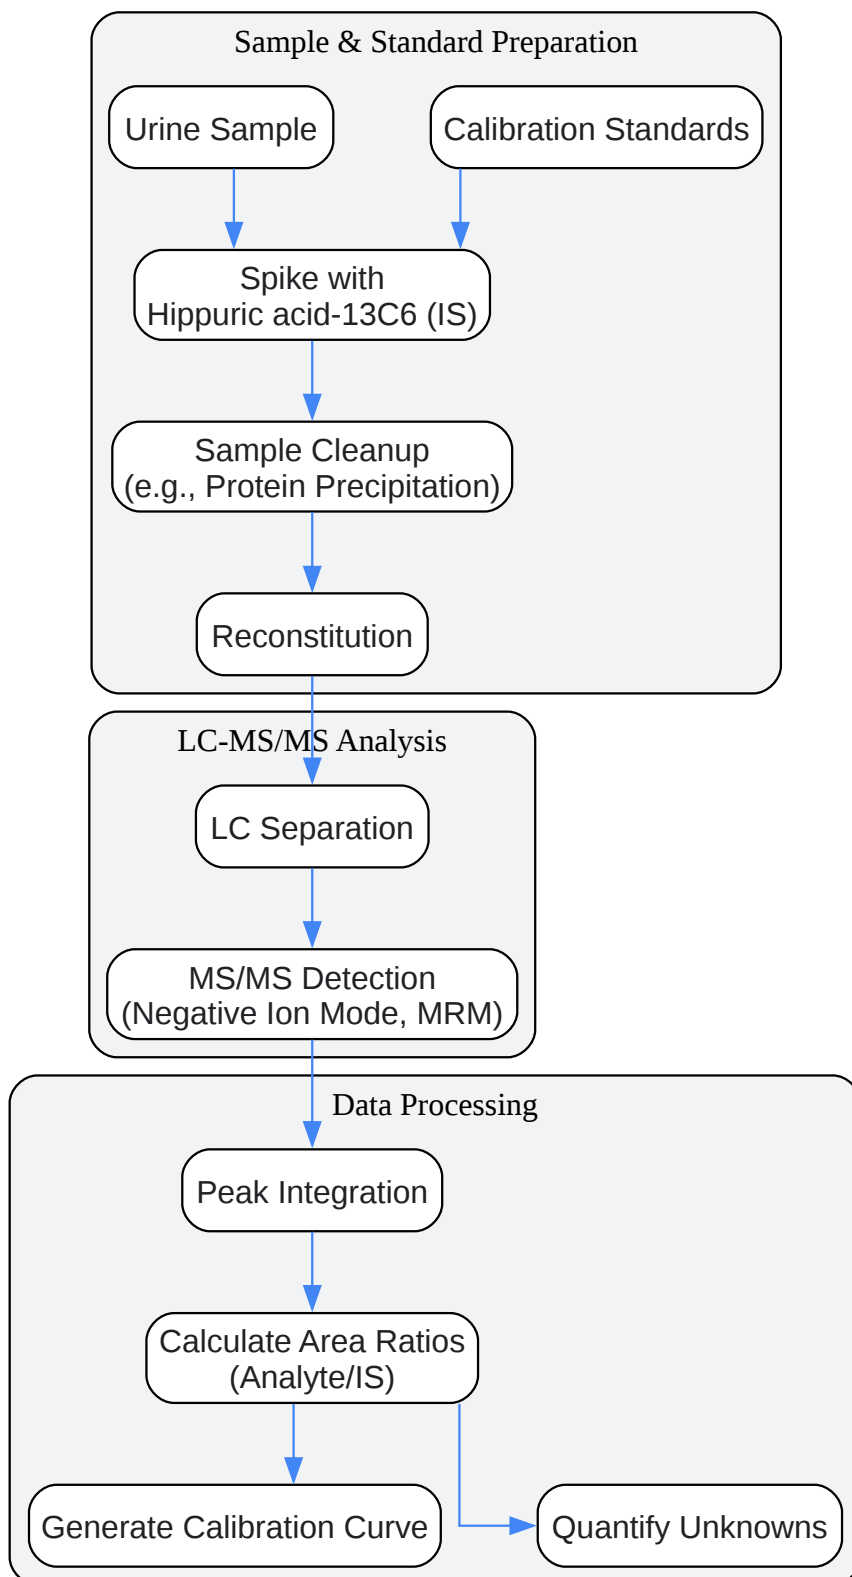 Sample & Standard Preparation
Urine Sample
Calibration Standards
Spike with
Hippuric acid-13C6 (IS)
Sample Cleanup
(e.g., Protein Precipitation)
Reconstitution
LC-MS/MS Analysis
LC Separation
MS/MS Detection
(Negative Ion Mode, MRM)
Data Processing
Peak Integration
Calculate Area Ratios
(Analyte/IS)
Generate Calibration Curve
Quantify Unknowns